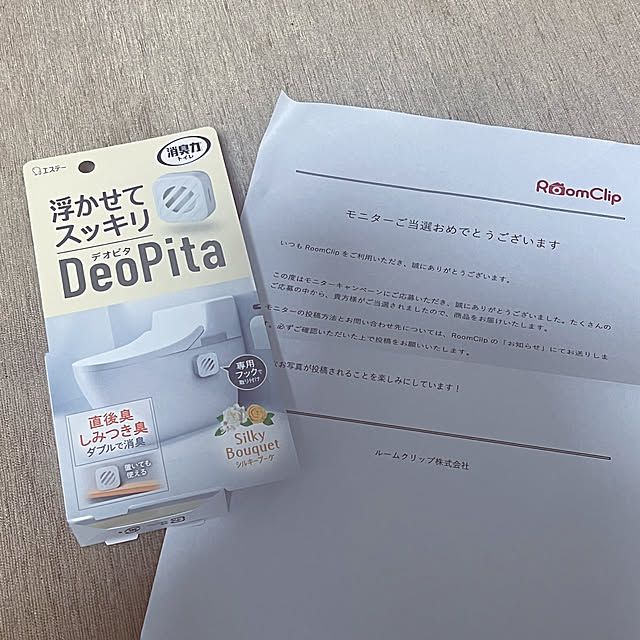 エステー
消臭力
トイレ
浮かせて
スッキリ
デオピタ
DeoPita
専用
フックで
取り付け
直後臭
しみつき臭
ダブルで消臭
置いても
使える
Silky
Bouquet
シルキーブーケ
RoomClip
モニターご当選おめでとうございます
いつも RoomClip をご利用いただき、誠にありがとうございます。
この度はモニターキャンペーンにご応募いただき、誠にありがとうございました。たくさんの
ご応募の中から、貴方様がご当選されましたので、商品をお届けいたします。
モニターの投稿方法とお問い合わせ先については、RoomClip の「お知らせ」にてお送りしま
。必ずご確認いただいた上で投稿をお願いいたします。
お写真が投稿されることを楽しみにしています！
ルームクリップ株式会社